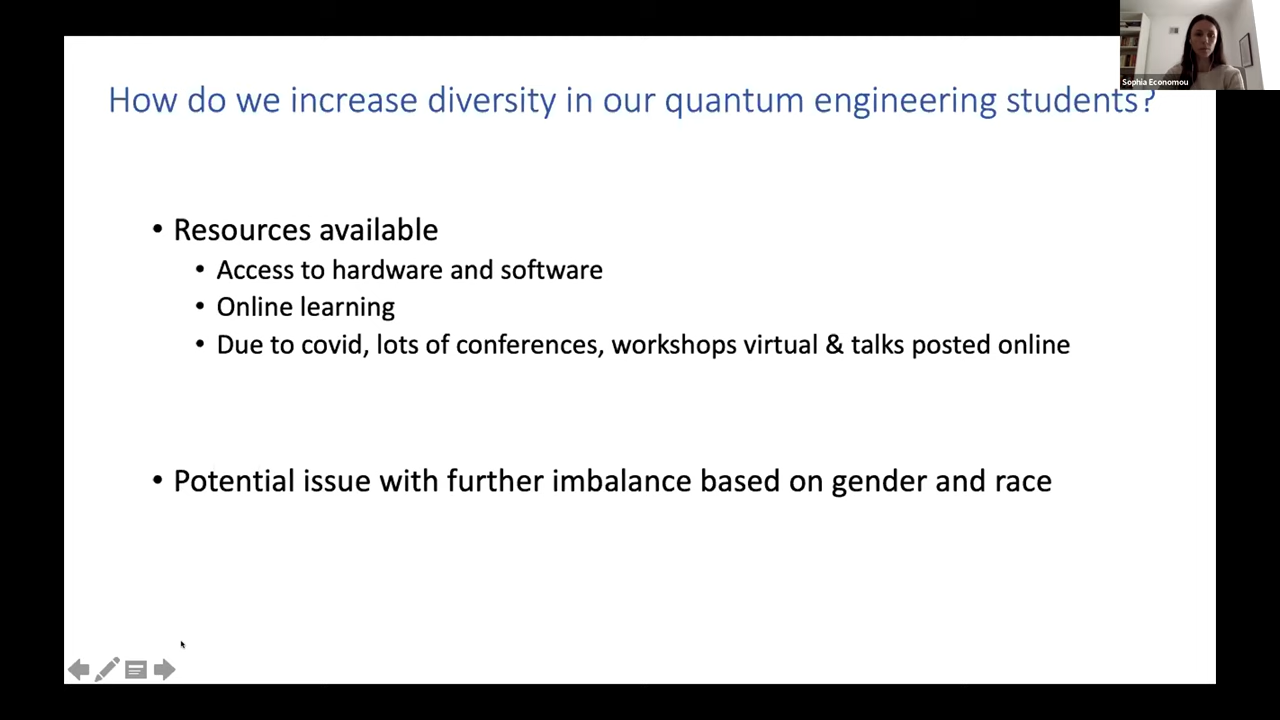 How do we increase diversity in our quantum engineering students?
Sophia Economou
• Resources available
• Access to hardware and software
• Online learning
• Due to covid, lots of conferences, workshops virtual & talks posted online
• Potential issue with further imbalance based on gender and race